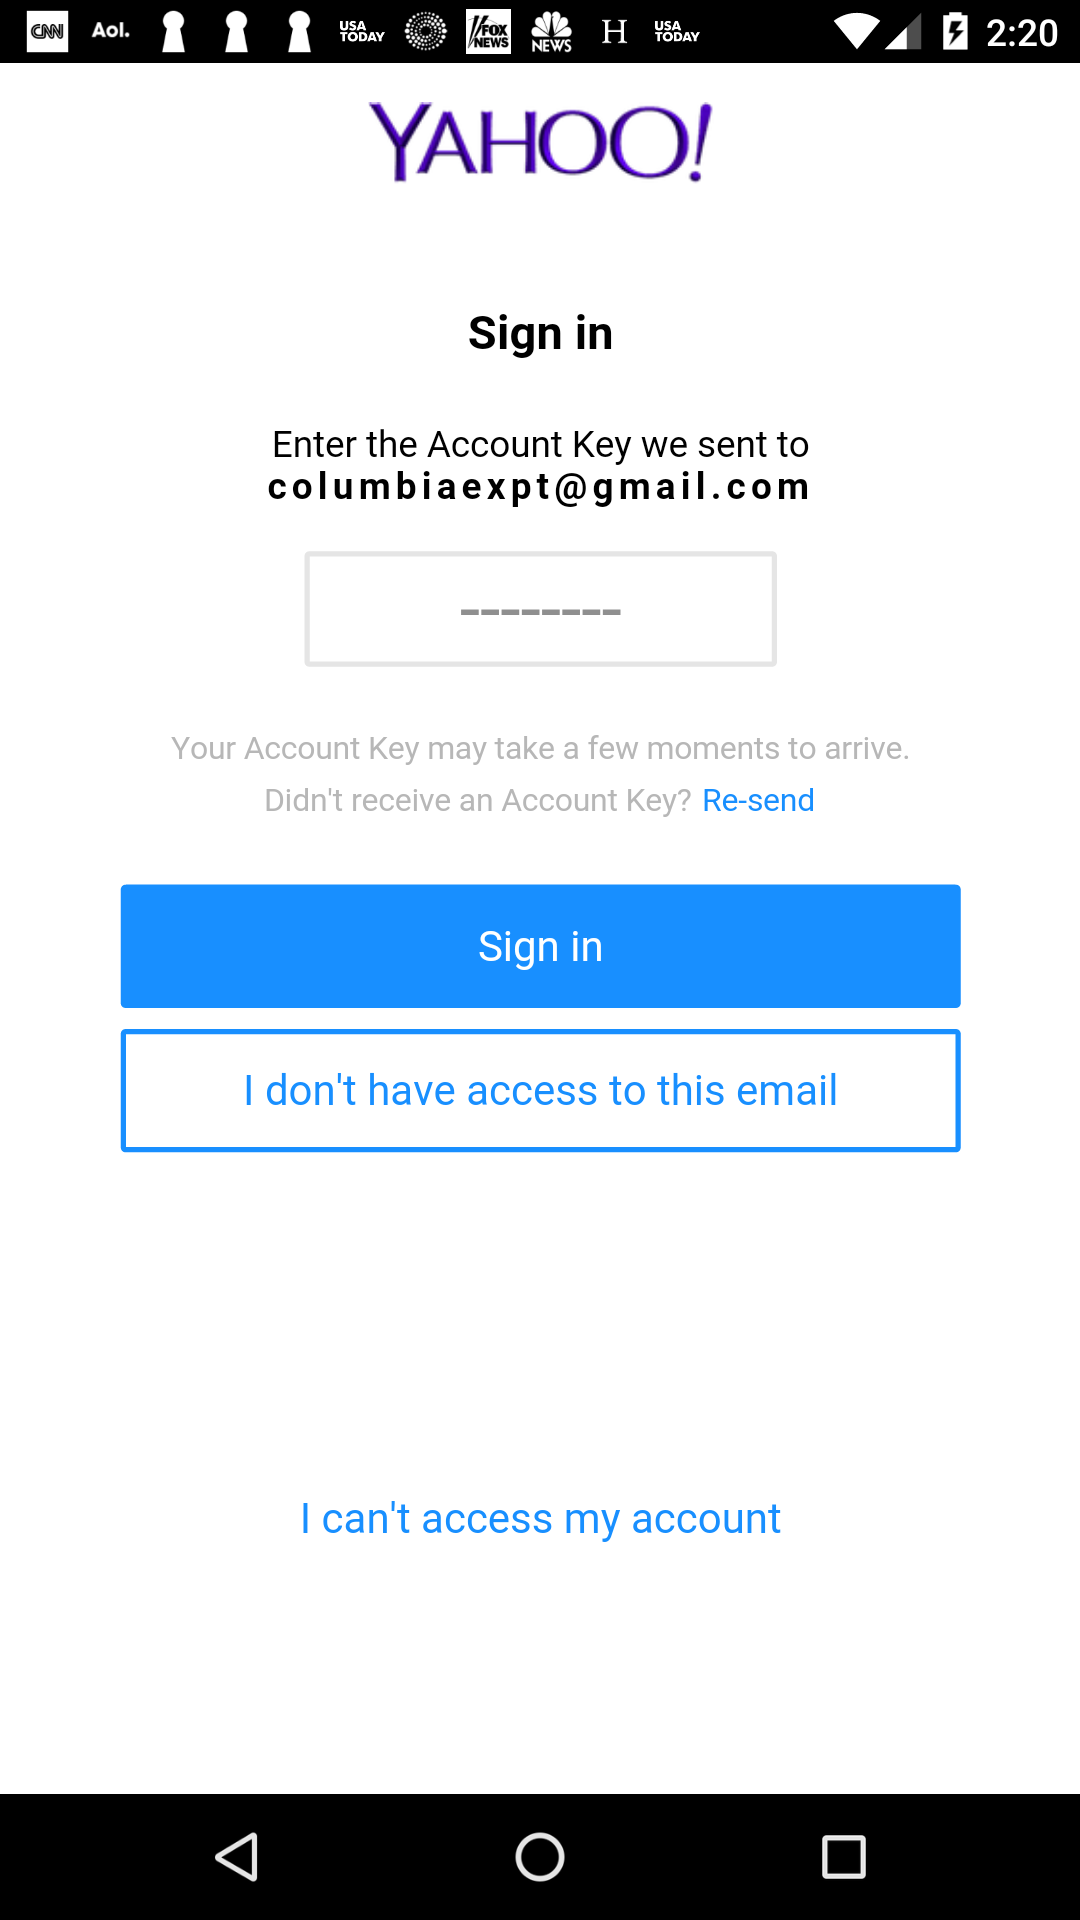 CNN Aol. USA TODAY FOX NEWS NEWS H USA TODAY 2:20
YAHOO!
Sign in
Enter the Account Key we sent to
columbiaexpt@gmail.com
--------
Your Account Key may take a few moments to arrive.
Didn't receive an Account Key? Re-send
Sign in
I don't have access to this email
I can't access my account